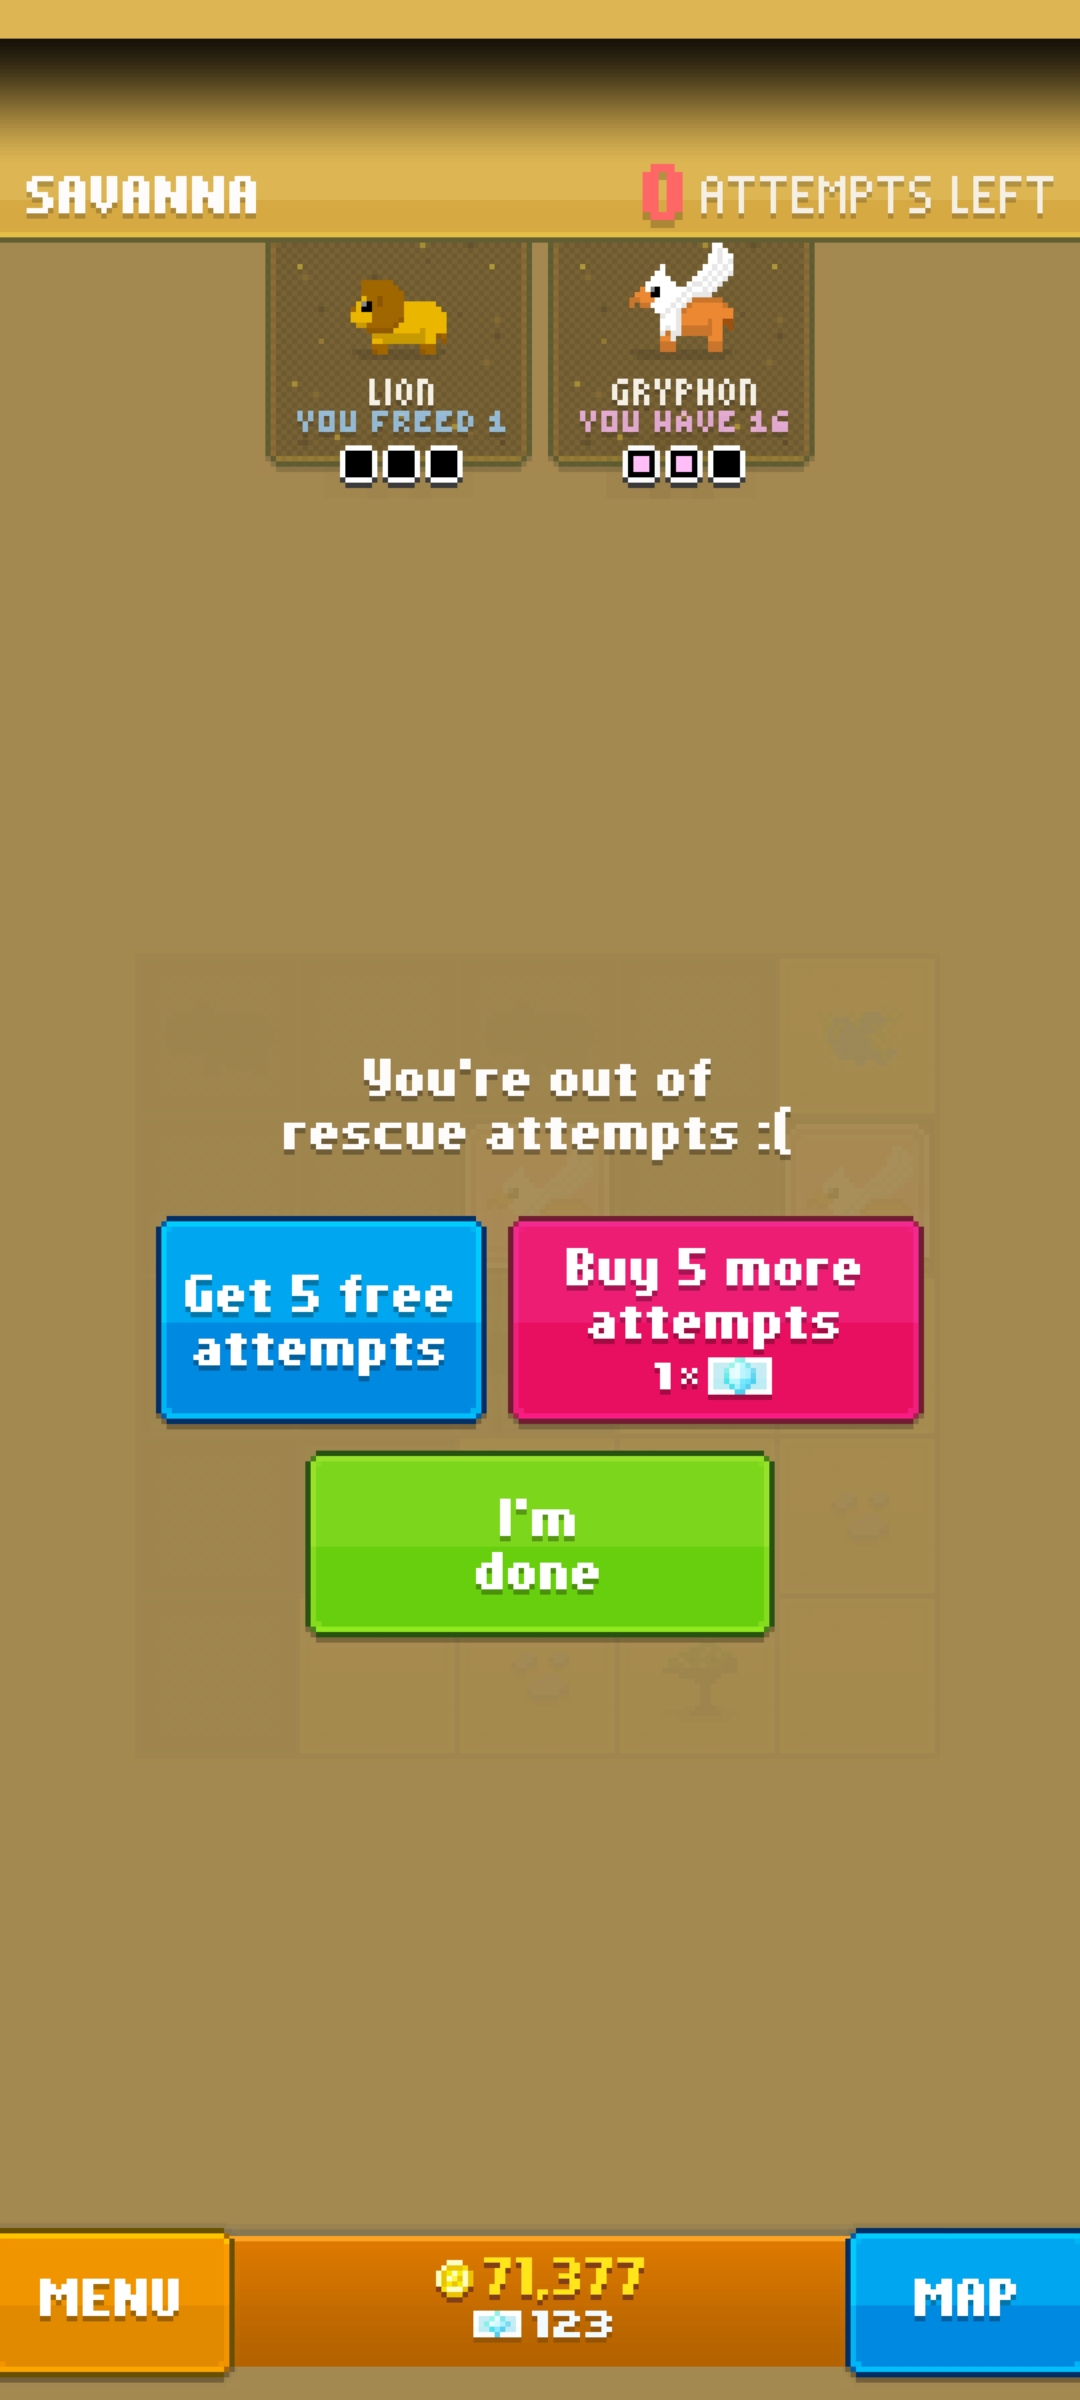 SAVANNA
0 ATTEMPTS LEFT
LION
YOU FREED 1
GRYPHON
YOU HAVE 16
You're out of
rescue attempts :(
Get 5 free
attempts
Buy 5 more
attempts
1×
I'm
done
MENU
71,377
123
MAP